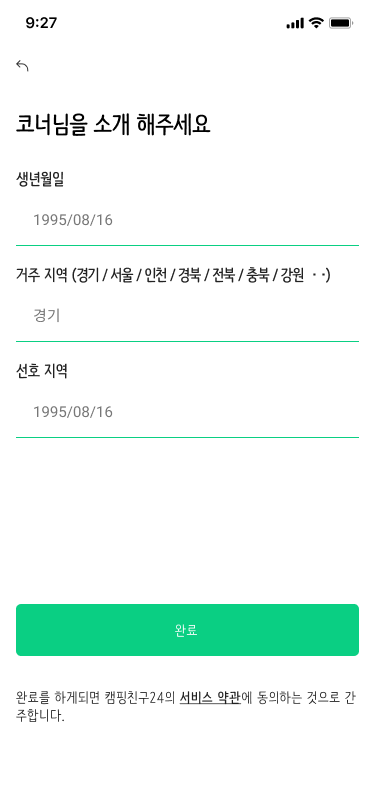 9:27
코너님을 소개 해주세요
생년월일
1995/08/16
거주 지역 (경기 / 서울 / 인천 / 경북 / 전북 / 충북 / 강원 ··)
경기
선호 지역
1995/08/16
완료
완료를 하게되면 캠핑친구24의 서비스 약관에 동의하는 것으로 간
주합니다.